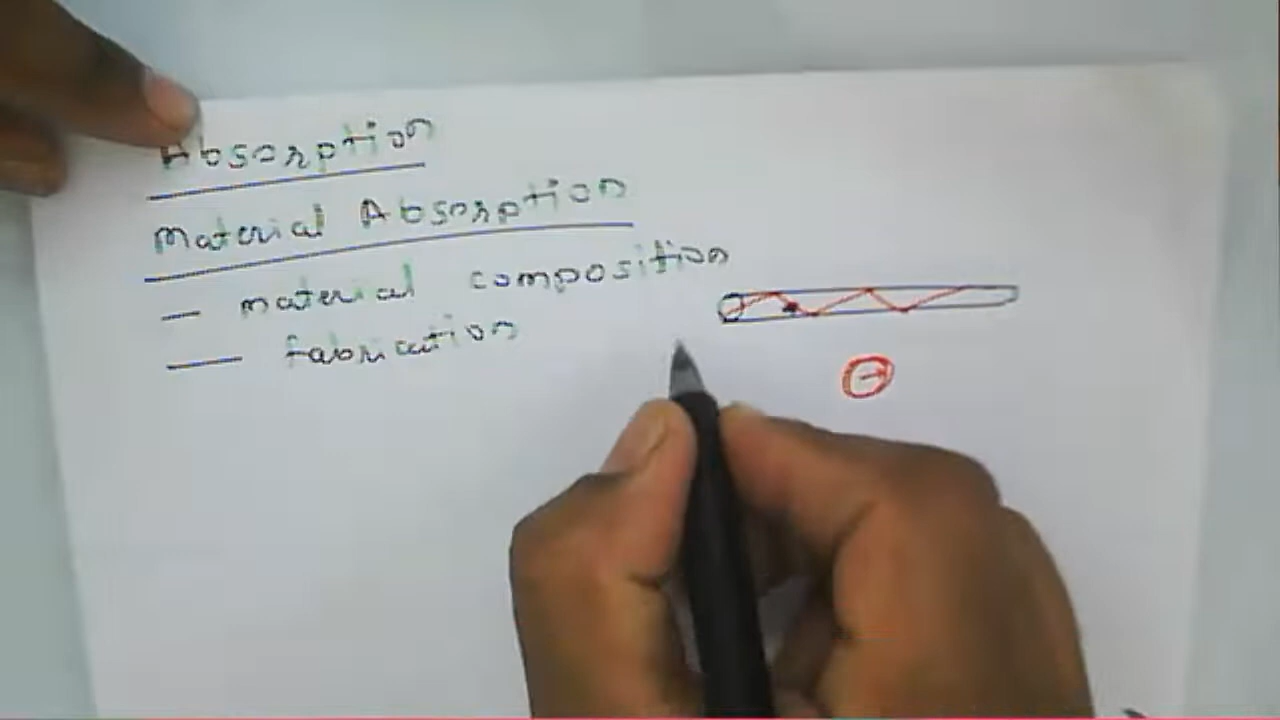 Absorption
Material Absorption
— material composition
— fabrication